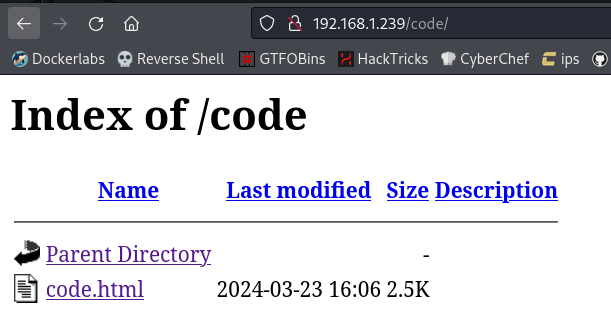 192.168.1.239/code/
Dockerlabs Reverse Shell GTFOBins HackTricks CyberChef ips
Index of /code
Name Last modified Size Description
Parent Directory -
code.html 2024-03-23 16:06 2.5K